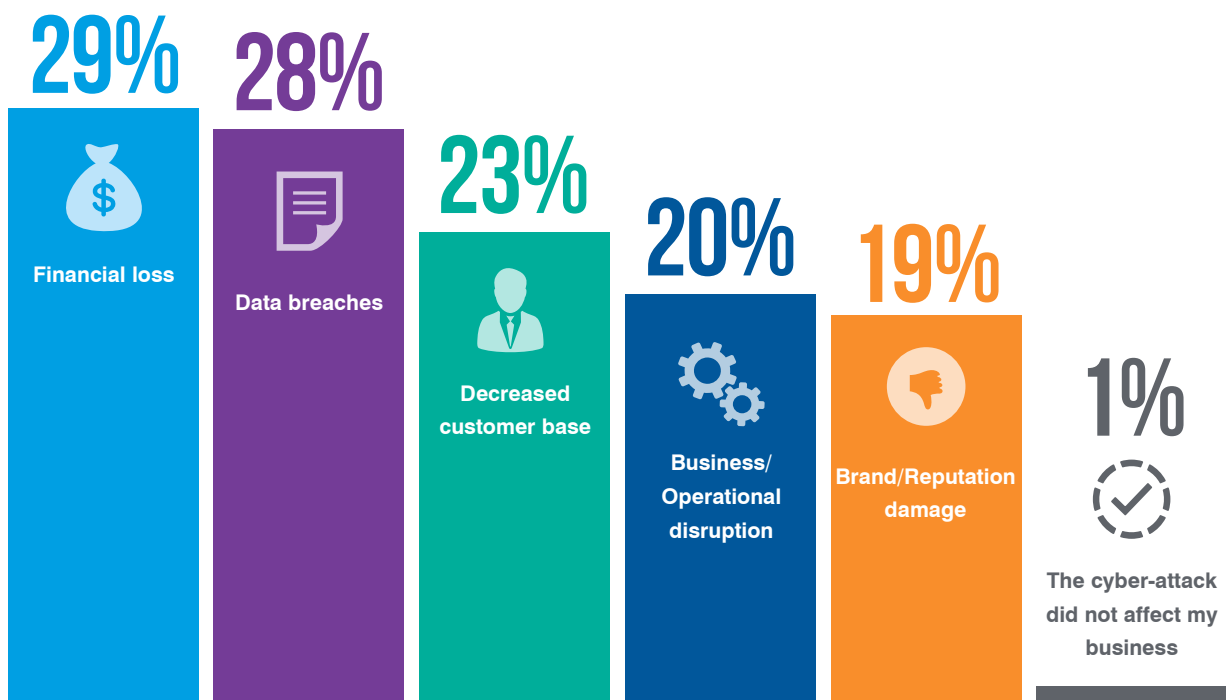 29%
$
Financial loss
28%
Data breaches
23%
Decreased
customer base
20%
Business/
Operational
disruption
19%
Brand/Reputation
damage
1%
The cyber-attack
did not affect my
business